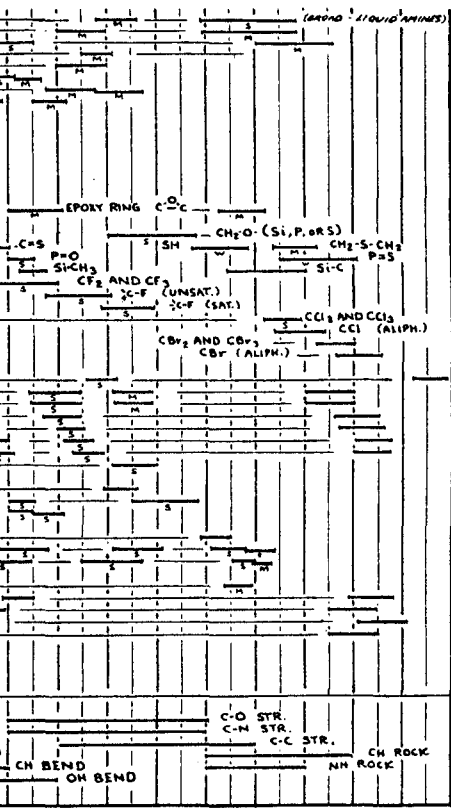 (BROAD - LIQUID AMINES)
S
M
S
M
M
M
M
M
M
M
EPOXY RING C-O-C
M
M
CH2-O-(Si, P, OR S)
S
SH
C=S
W
M
CH2-S-CH2
P=O
S
P=S
Si-CH3
Si-C
CF2 AND CF3
S
C-F (UNSAT.)
C-F (SAT.)
S
CCl2 AND CCl3
S
CCl (ALIPH.)
CBr2 AND CBr3
CBr (ALIPH.)
S
S
M
S
M
S
S
S
S
S
S
S
S
S
S
S
S
M
S
S
S
M
M
C-O STR.
C-N STR.
C-C STR.
CH ROCK
CH BEND
NH ROCK
OH BEND